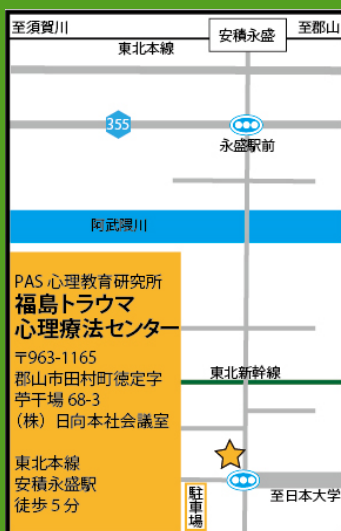 至須賀川
安積永盛
至郡山
東北本線
355
永盛駅前
阿武隈川
PAS 心理教育研究所
福島トラウマ
心理療法センター
〒963-1165
郡山市田村町徳定字
苧干場 68-3
（株）日向本社会議室
東北本線
安積永盛駅
徒歩 5 分
東北新幹線
駐車場
至日本大学